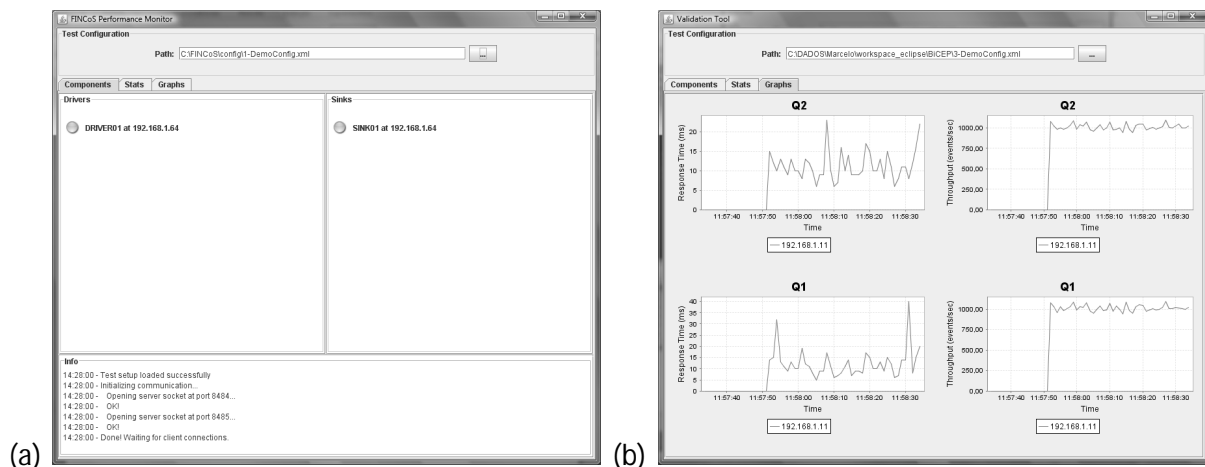 FINCoS Performance Monitor
Test Configuration
Path: C:\FINCoS\config\1-DemoConfig.xml ...
Components Stats Graphs
Drivers
DRIVER01 at 192.168.1.64
Sinks
SINK01 at 192.168.1.64
Info
14:28:00 - Test setup loaded successfully
14:28:00 - Initializing communication...
14:28:00 - Opening server socket at port 8484...
14:28:00 - OK!
14:28:00 - Opening server socket at port 8485...
14:28:00 - OK!
14:28:00 - Done! Waiting for client connections.
(a)
Validation Tool
Test Configuration
Path: C:\DADOS\Marcelo\workspace_eclipse\BiCEP\3-DemoConfig.xml ...
Components Stats Graphs
Q2
Response Time (ms)
20
15
10
5
0
11:57:40 11:57:50 11:58:00 11:58:10 11:58:20 11:58:30
Time
192.168.1.11
Q2
Throughput (events/sec)
1000,00
750,00
500,00
250,00
0,00
11:57:40 11:57:50 11:58:00 11:58:10 11:58:20 11:58:30
Time
192.168.1.11
Q1
Response Time (ms)
40
35
30
25
20
15
10
5
0
11:57:40 11:57:50 11:58:00 11:58:10 11:58:20 11:58:30
Time
192.168.1.11
Q1
Throughput (events/sec)
1000,00
750,00
500,00
250,00
0,00
11:57:40 11:57:50 11:58:00 11:58:10 11:58:20 11:58:30
Time
192.168.1.11
(b)